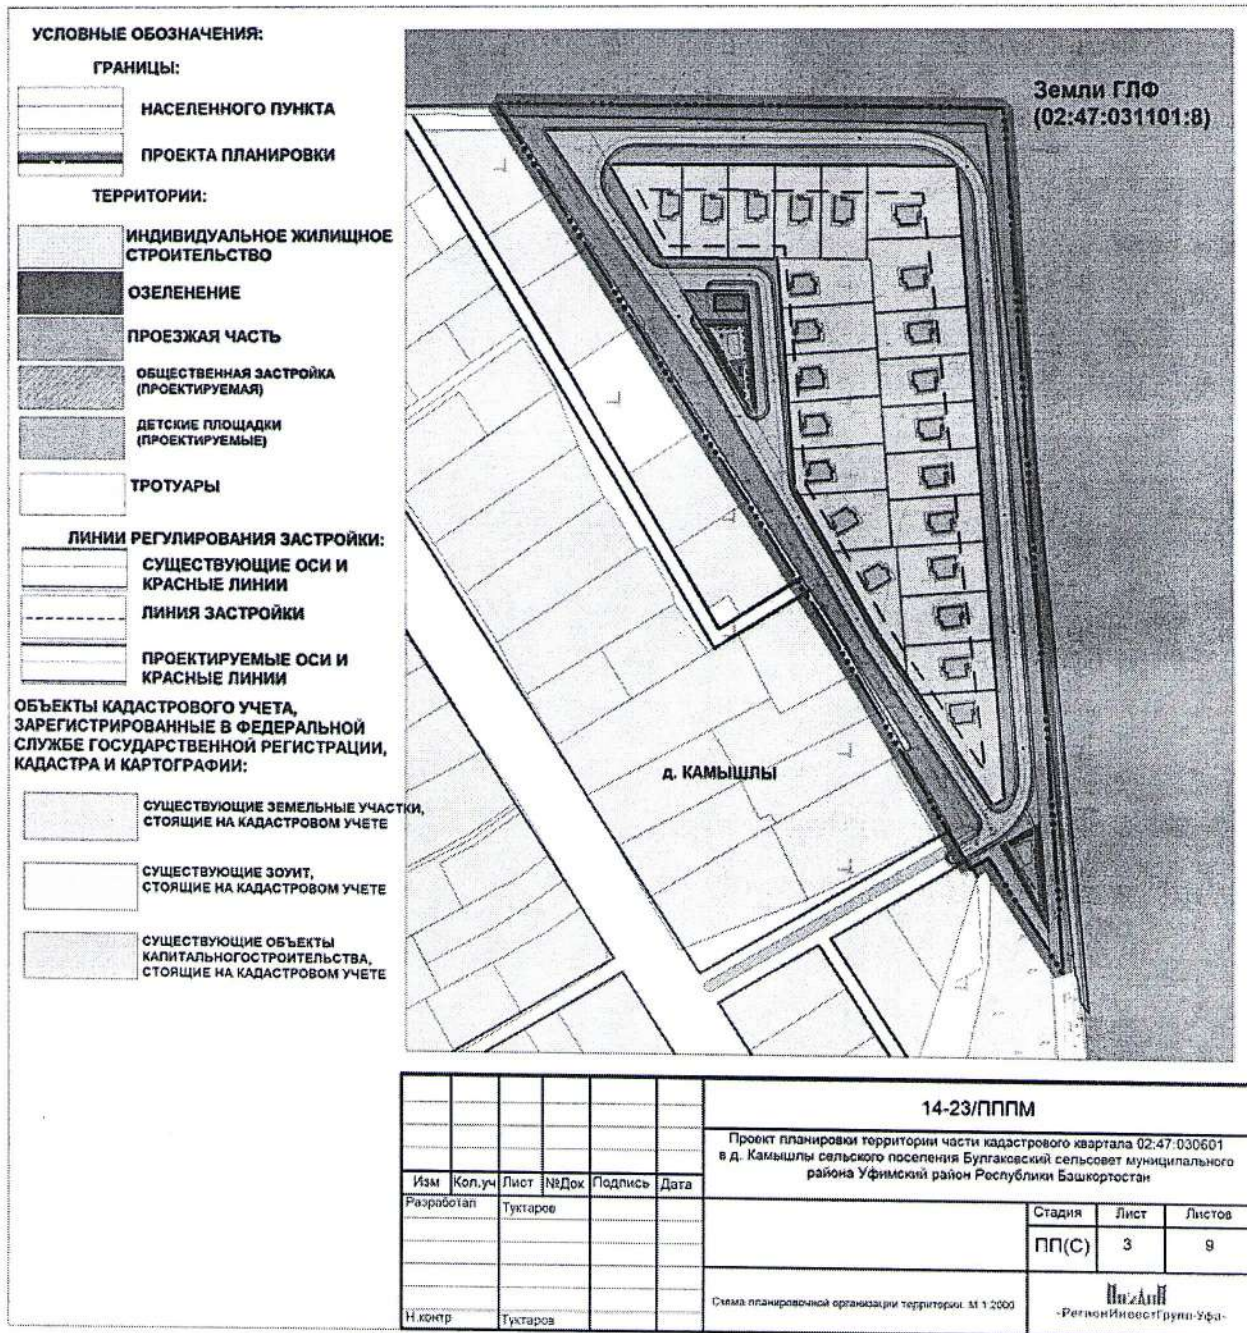 УСЛОВНЫЕ ОБОЗНАЧЕНИЯ:
ГРАНИЦЫ:
НАСЕЛЕННОГО ПУНКТА
ПРОЕКТА ПЛАНИРОВКИ
ТЕРРИТОРИИ:
ИНДИВИДУАЛЬНОЕ ЖИЛИЩНОЕ
СТРОИТЕЛЬСТВО
ОЗЕЛЕНЕНИЕ
ПРОЕЗЖАЯ ЧАСТЬ
ОБЩЕСТВЕННАЯ ЗАСТРОЙКА
(ПРОЕКТИРУЕМАЯ)
ДЕТСКИЕ ПЛОЩАДКИ
(ПРОЕКТИРУЕМЫЕ)
ТРОТУАРЫ
ЛИНИИ РЕГУЛИРОВАНИЯ ЗАСТРОЙКИ:
СУЩЕСТВУЮЩИЕ ОСИ И
КРАСНЫЕ ЛИНИИ
ЛИНИЯ ЗАСТРОЙКИ
ПРОЕКТИРУЕМЫЕ ОСИ И
КРАСНЫЕ ЛИНИИ
ОБЪЕКТЫ КАДАСТРОВОГО УЧЕТА,
ЗАРЕГИСТРИРОВАННЫЕ В ФЕДЕРАЛЬНОЙ
СЛУЖБЕ ГОСУДАРСТВЕННОЙ РЕГИСТРАЦИИ,
КАДАСТРА И КАРТОГРАФИИ:
СУЩЕСТВУЮЩИЕ ЗЕМЕЛЬНЫЕ УЧАСТКИ,
СТОЯЩИЕ НА КАДАСТРОВОМ УЧЕТЕ
СУЩЕСТВУЮЩИЕ ЗОУИТ,
СТОЯЩИЕ НА КАДАСТРОВОМ УЧЕТЕ
СУЩЕСТВУЮЩИЕ ОБЪЕКТЫ
КАПИТАЛЬНОГОСТРОИТЕЛЬСТВА,
СТОЯЩИЕ НА КАДАСТРОВОМ УЧЕТЕ
Земли ГЛФ
(02:47:031101:8)
д. КАМЫШЛЫ
14-23/ПППМ
Проект планировки территории части кадастрового квартала 02:47:030601
в д. Камышлы сельского поселения Булгаковский сельсовет муниципального
района Уфимский район Республики Башкортостан
Изм Кол.уч Лист №Док Подпись Дата
Разработал Туктаров
Стадия Лист Листов
ПП(С) 3 9
Схема планировочной организации территории. М 1:2000
-РегионИнвестГрупп-Уфа-
Н.контр Туктаров